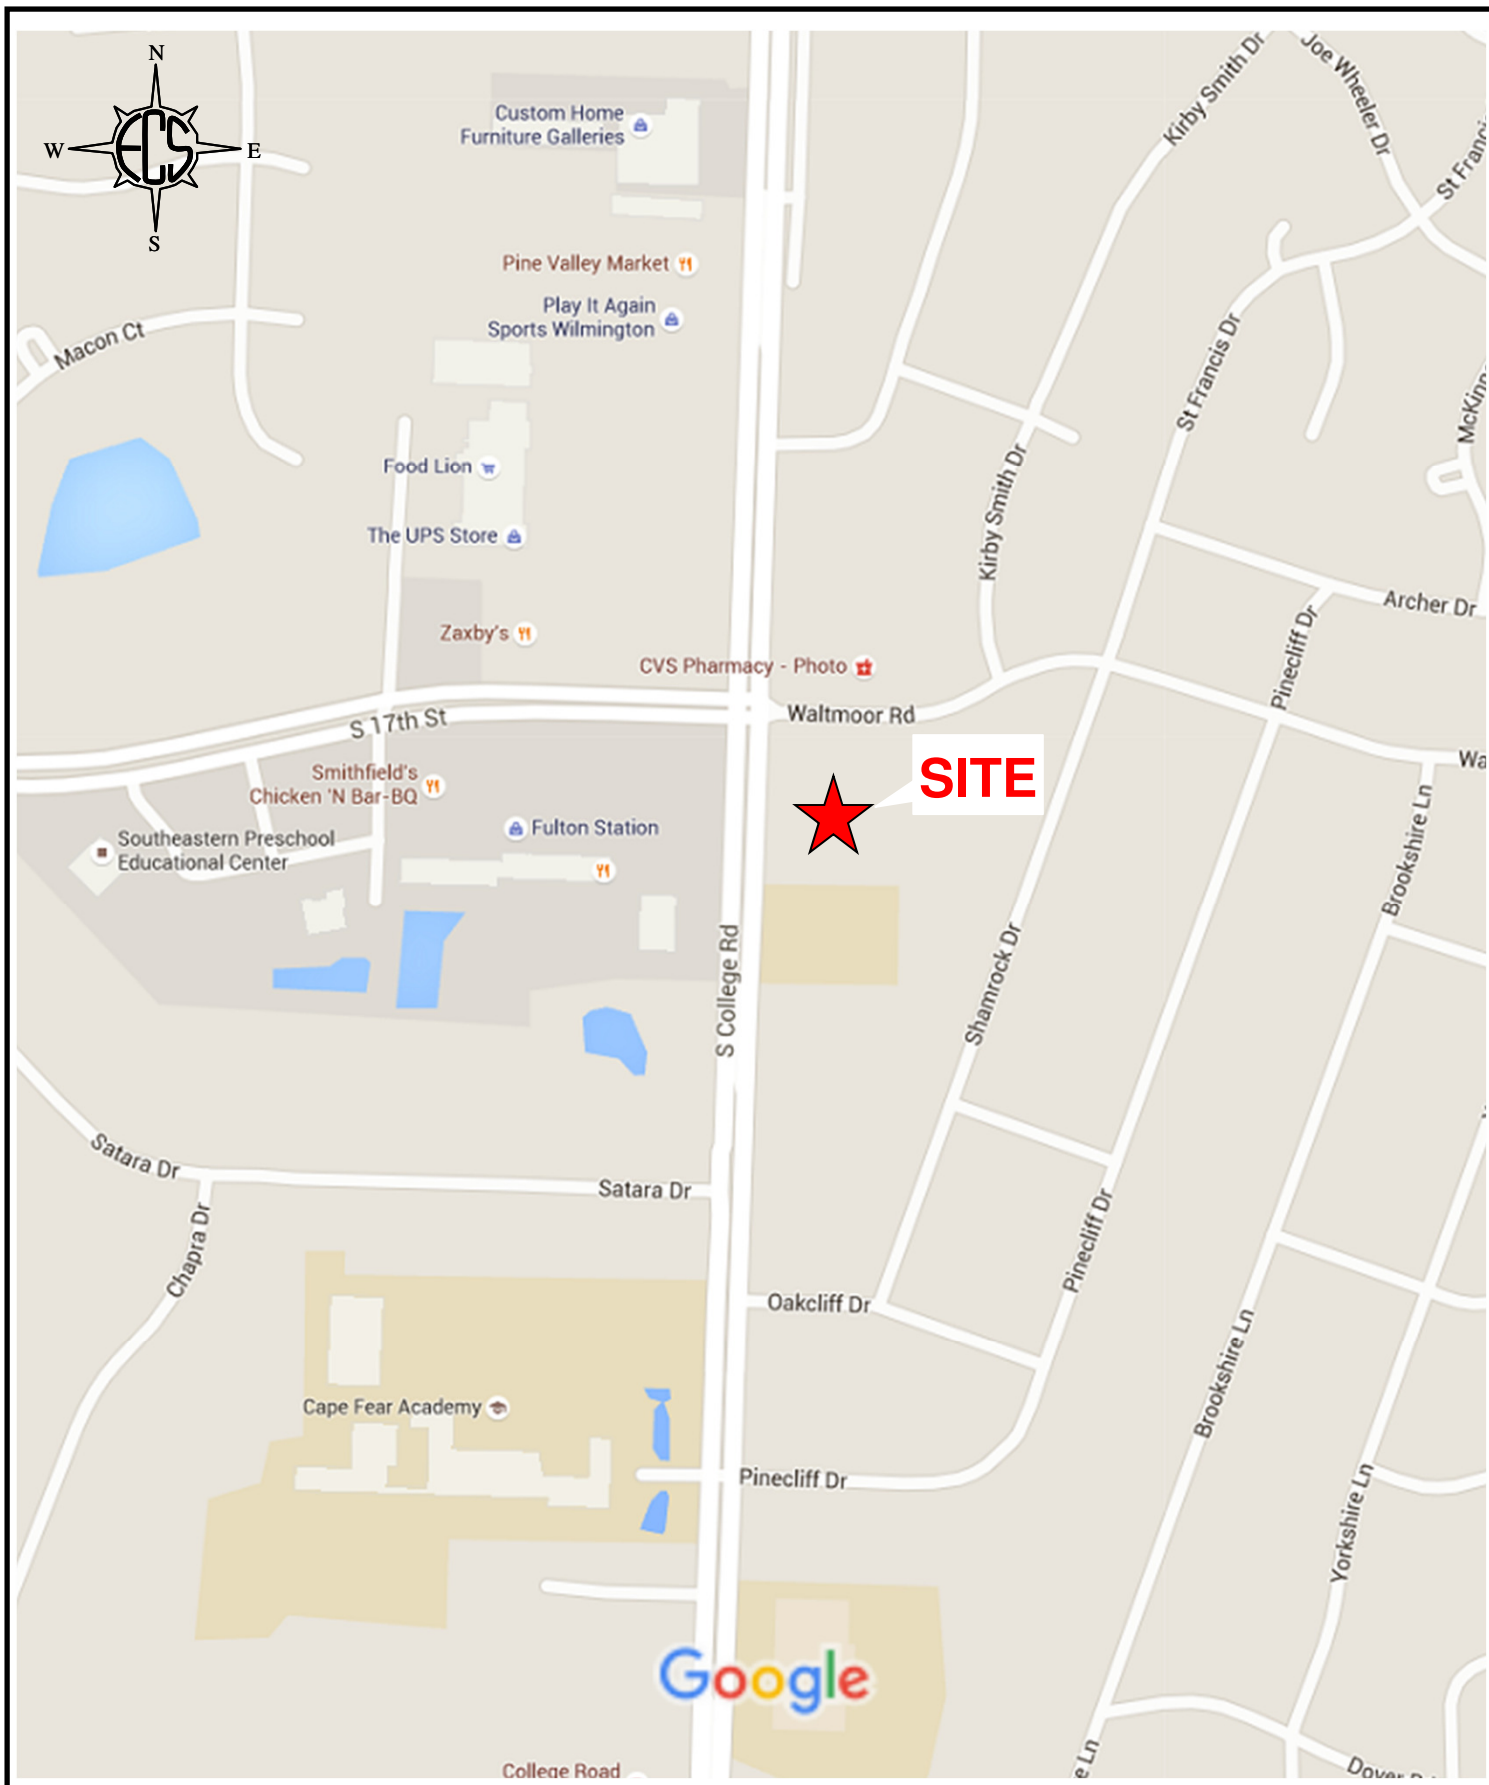 N
W
ECS
E
S
Custom Home
Furniture Galleries
Kirby Smith Dr
Joe Wheeler Dr
Pine Valley Market
Play It Again
Sports Wilmington
Macon Ct
St Francis Dr
Food Lion
The UPS Store
Kirby Smith Dr
Archer Dr
Zaxby's
CVS Pharmacy - Photo
Pinecliff Dr
Waltmoor Rd
S 17th St
SITE
Smithfield's
Chicken 'N Bar-BQ
Fulton Station
Southeastern Preschool
Educational Center
Brookshire Ln
S College Rd
Shamrock Dr
Satara Dr
Satara Dr
Chapra Dr
Pinecliff Dr
Oakcliff Dr
Brookshire Ln
Cape Fear Academy
Pinecliff Dr
Yorkshire Ln
Google
College Road
Ln